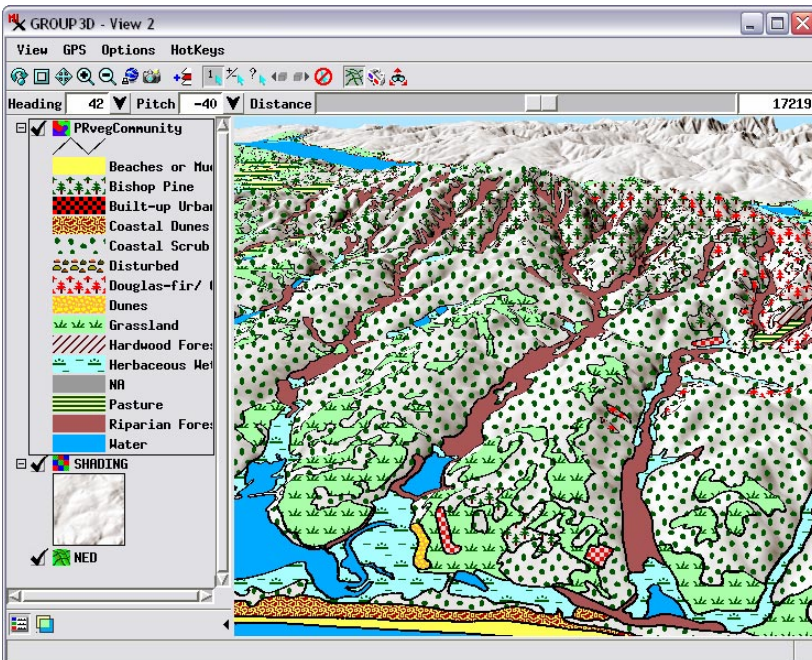 GROUP3D - View 2
View GPS Options HotKeys
Heading 42 Pitch -40 Distance 17219
PRvegCommunity
Beaches or Mu
Bishop Pine
Built-up Urba
Coastal Dunes
Coastal Scrub
Disturbed
Douglas-fir/
Dunes
Grassland
Hardwood Fores
Herbaceous Wet
NA
Pasture
Riparian Fores
Water
SHADING
NED